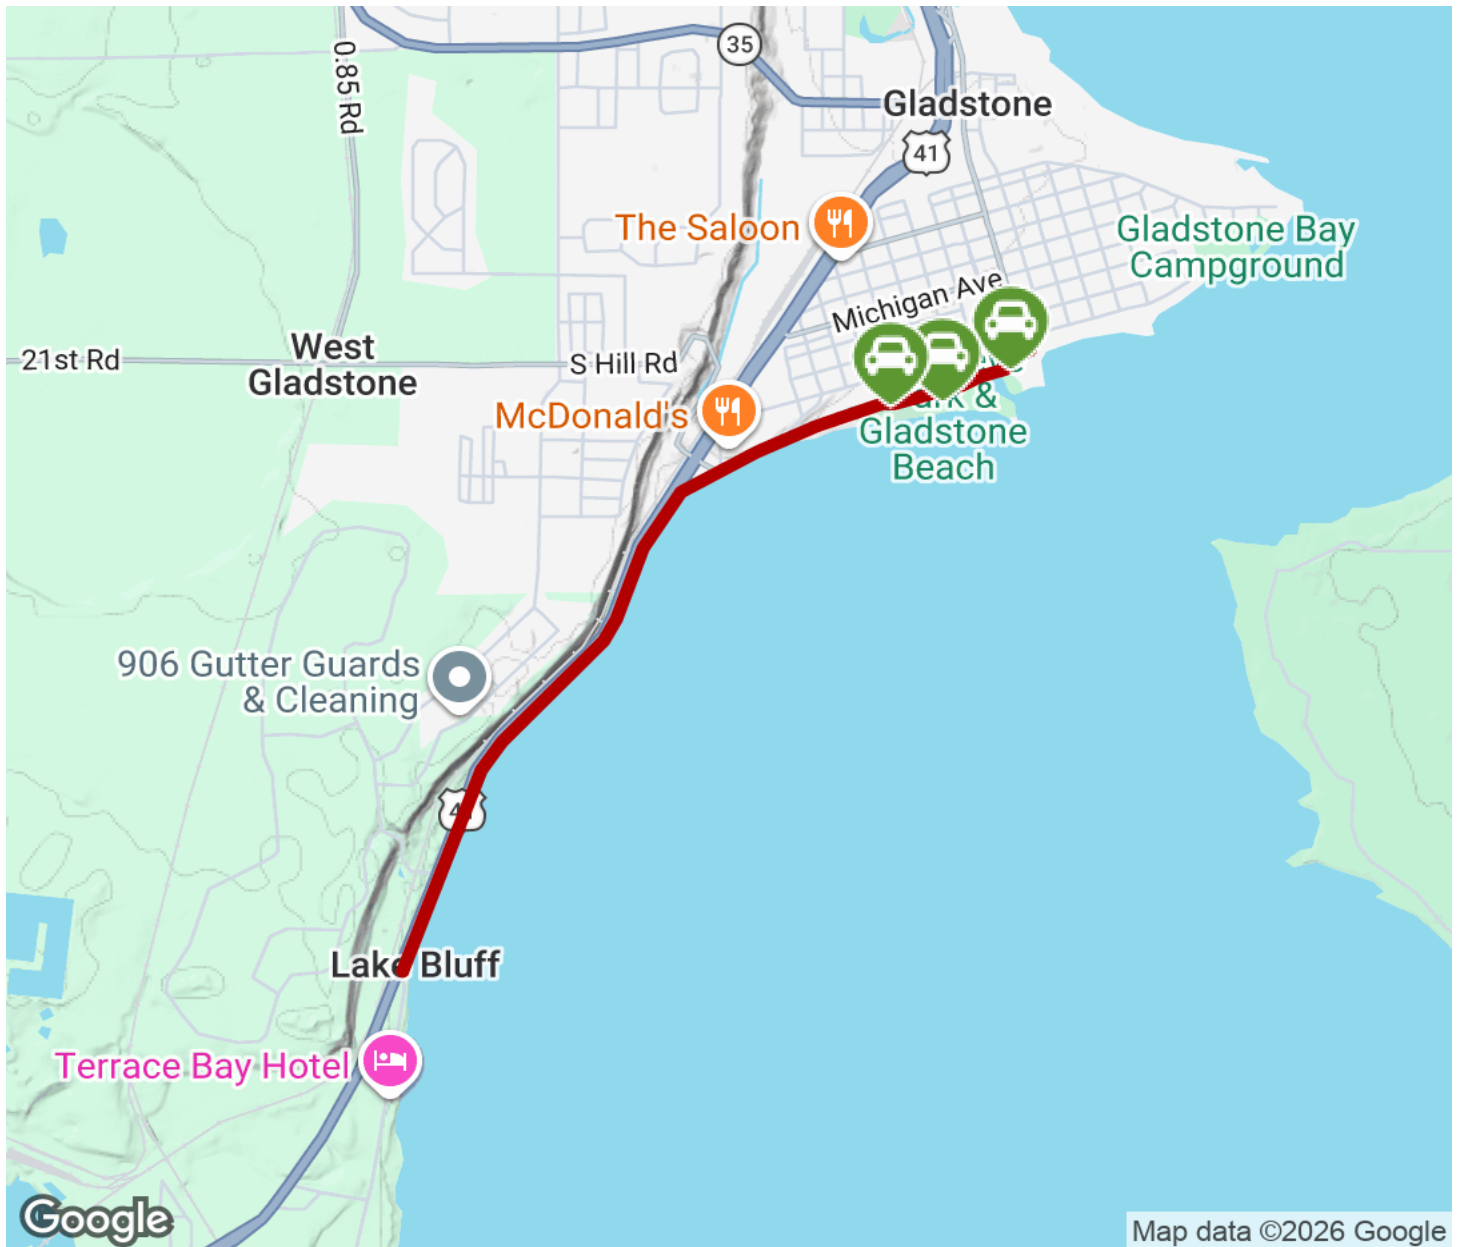 0.85 Rd
35
Gladstone
41
The Saloon
Gladstone Bay
Campground
Michigan Ave
21st Rd
West
Gladstone
S Hill Rd
McDonald's
&
Gladstone
Beach
906 Gutter Guards
& Cleaning
Lake Bluff
Terrace Bay Hotel
Google
Map data ©2026 Google